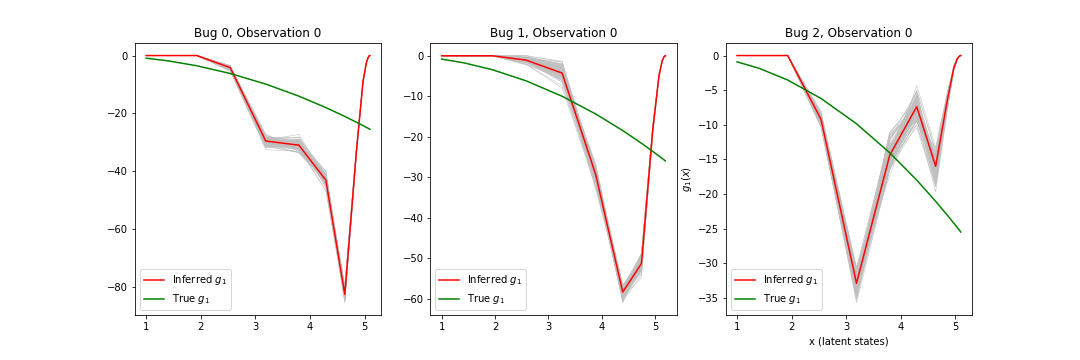 Bug 0, Observation 0
0
−20
−40
−60
−80
1 2 3 4 5
Inferred g₁
True g₁
Bug 1, Observation 0
0
−10
−20
−30
−40
−50
−60
1 2 3 4 5
Inferred g₁
True g₁
Bug 2, Observation 0
g₁(x)
0
−5
−10
−15
−20
−25
−30
−35
1 2 3 4 5
Inferred g₁
True g₁
x (latent states)